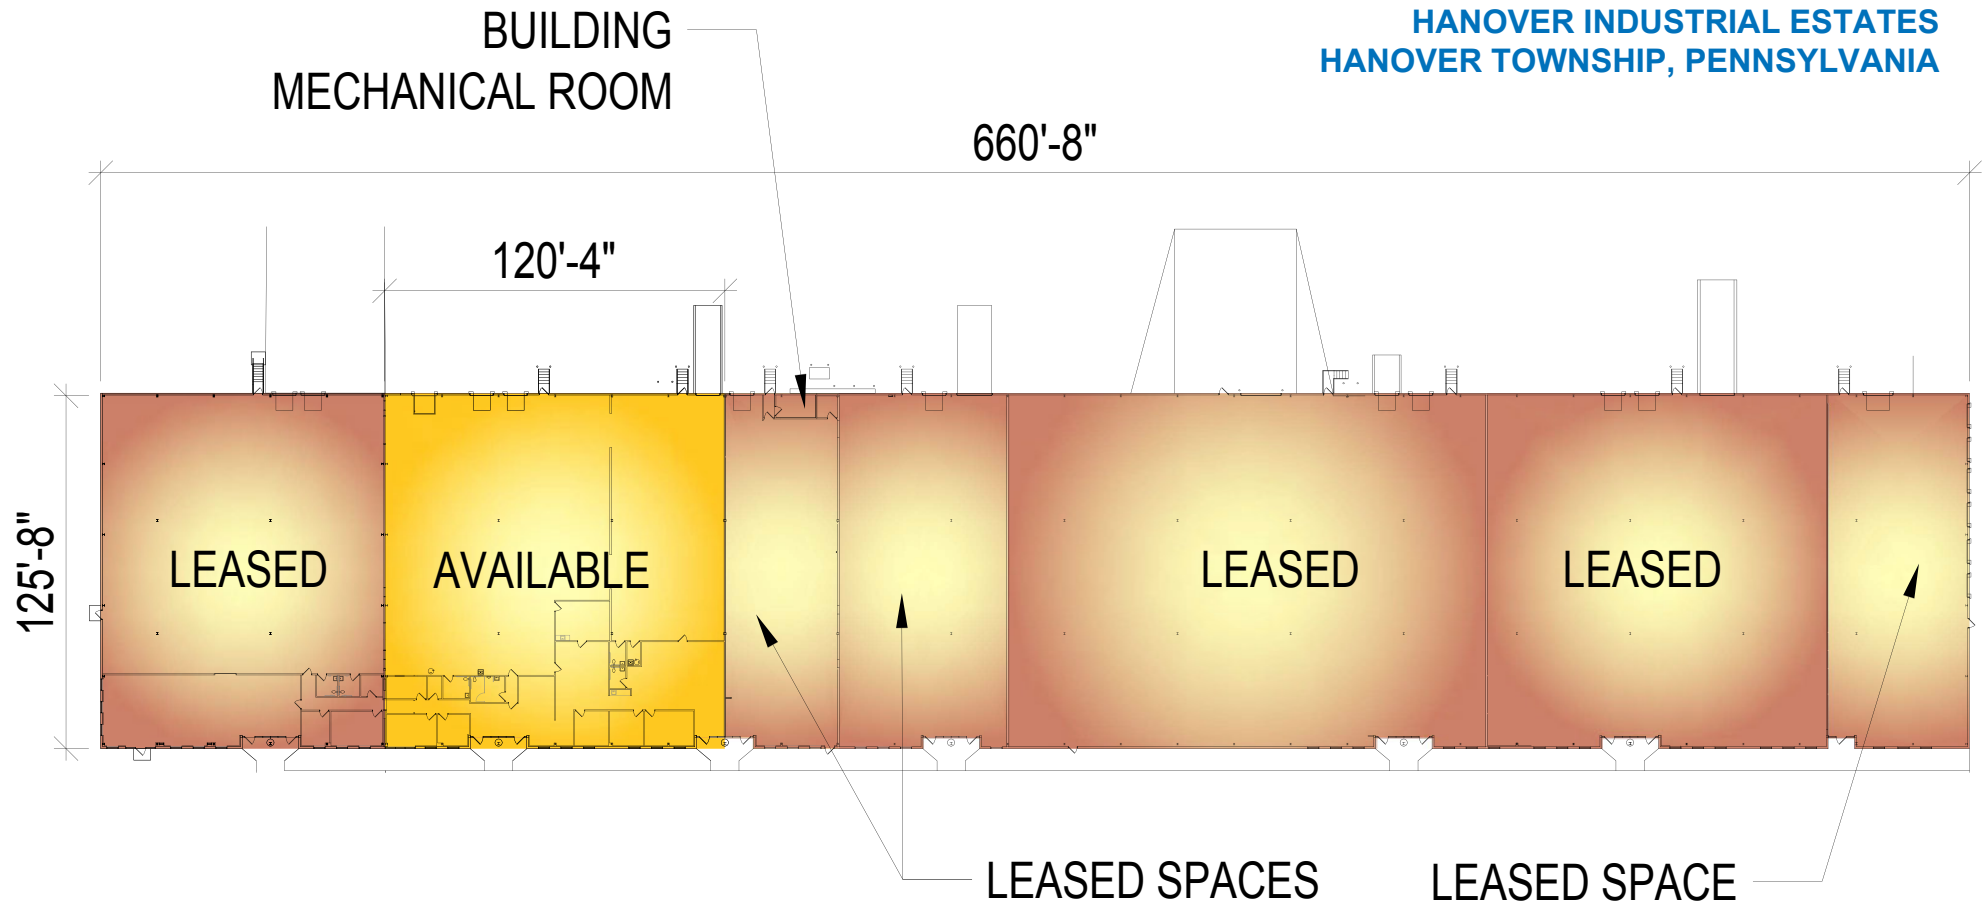 BUILDING
MECHANICAL ROOM
HANOVER INDUSTRIAL ESTATES
HANOVER TOWNSHIP, PENNSYLVANIA
660'-8"
120'-4"
125'-8"
LEASED
AVAILABLE
LEASED
LEASED
LEASED SPACES
LEASED SPACE